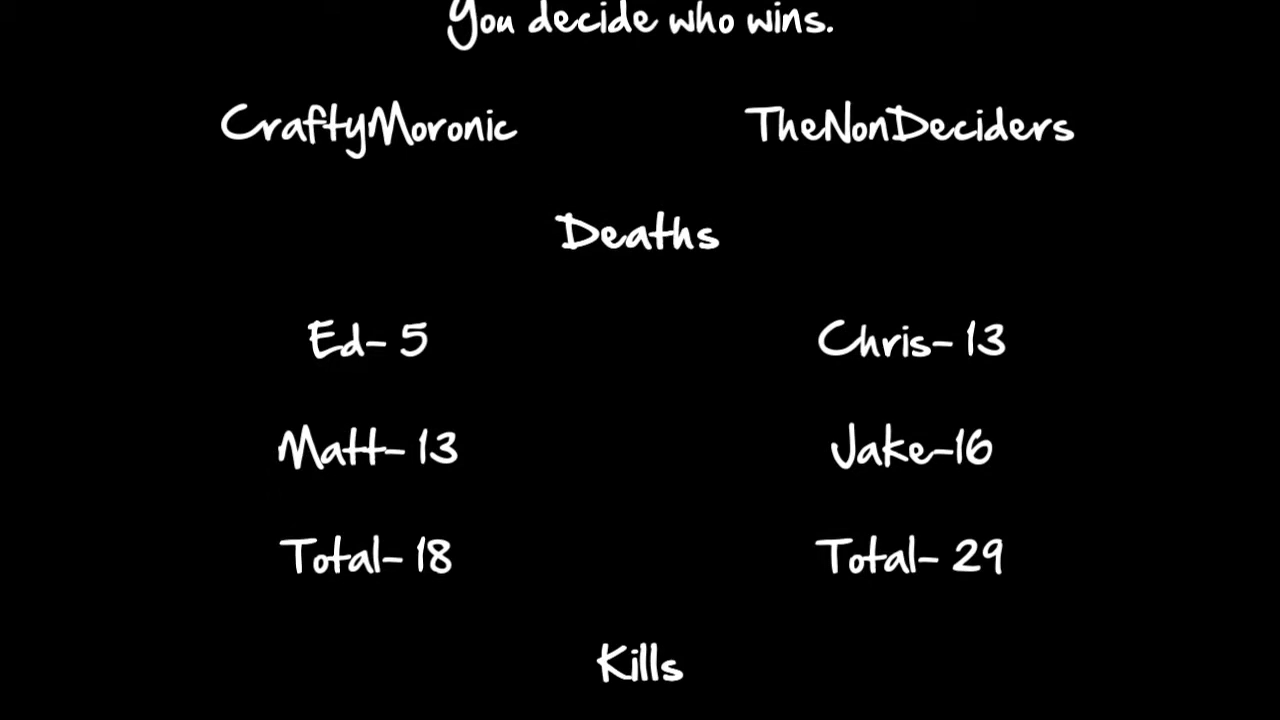 You decide who wins.
CraftyMoronic TheNonDeciders
Deaths
Ed- 5 Chris- 13
Matt- 13 Jake-16
Total- 18 Total- 29
Kills